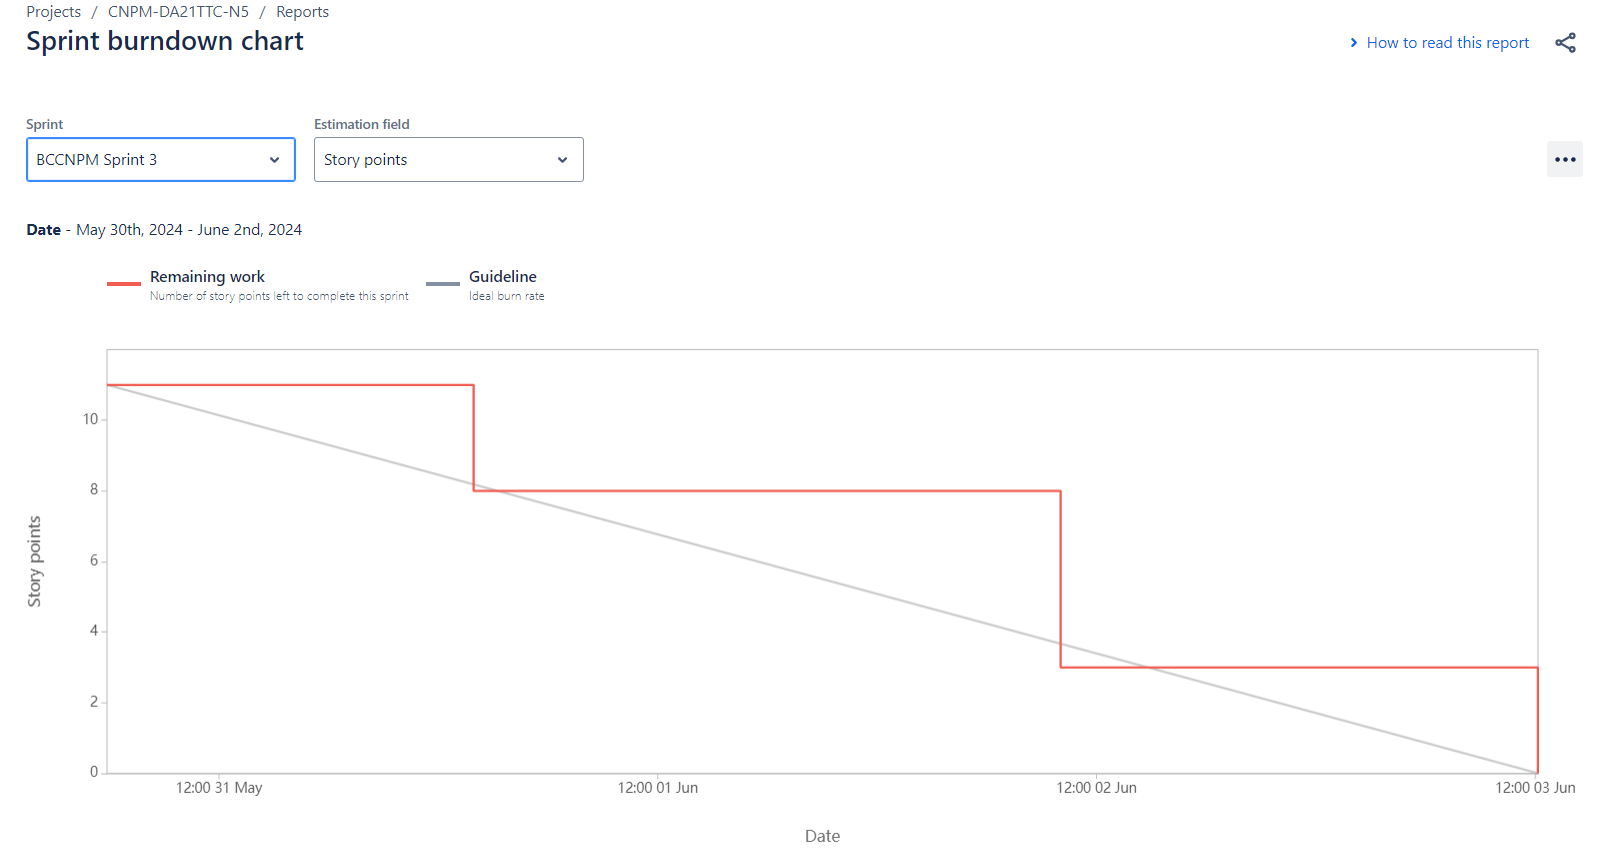 Projects / CNPM-DA21TTC-N5 / Reports
Sprint burndown chart
How to read this report
Sprint
Estimation field
BCCNPM Sprint 3
Story points
Date - May 30th, 2024 - June 2nd, 2024
Remaining work
Number of story points left to complete this sprint
Guideline
Ideal burn rate
Story points
10
8
6
4
2
0
12:00 31 May
12:00 01 Jun
12:00 02 Jun
12:00 03 Jun
Date